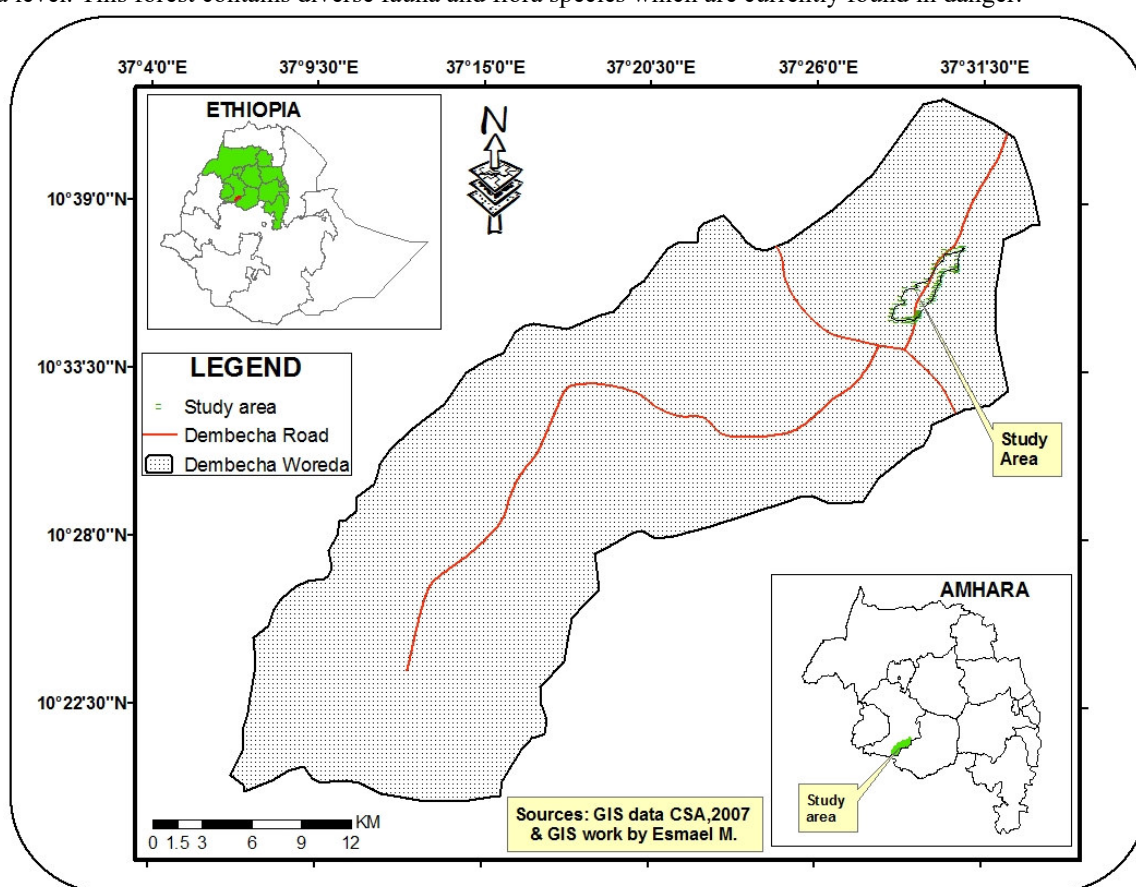 a level. This forest contains diverse fauna and flora species which are currently found in danger.
37°4'0"E 37°9'30"E 37°15'0"E 37°20'30"E 37°26'0"E 37°31'30"E
ETHIOPIA
N
10°39'0"N
10°33'30"N
LEGEND
Study area
Dembecha Road
Dembecha Woreda
Study
Area
10°28'0"N
10°22'30"N
AMHARA
Study
area
KM
0 1.5 3 6 9 12
Sources: GIS data CSA,2007
& GIS work by Esmael M.